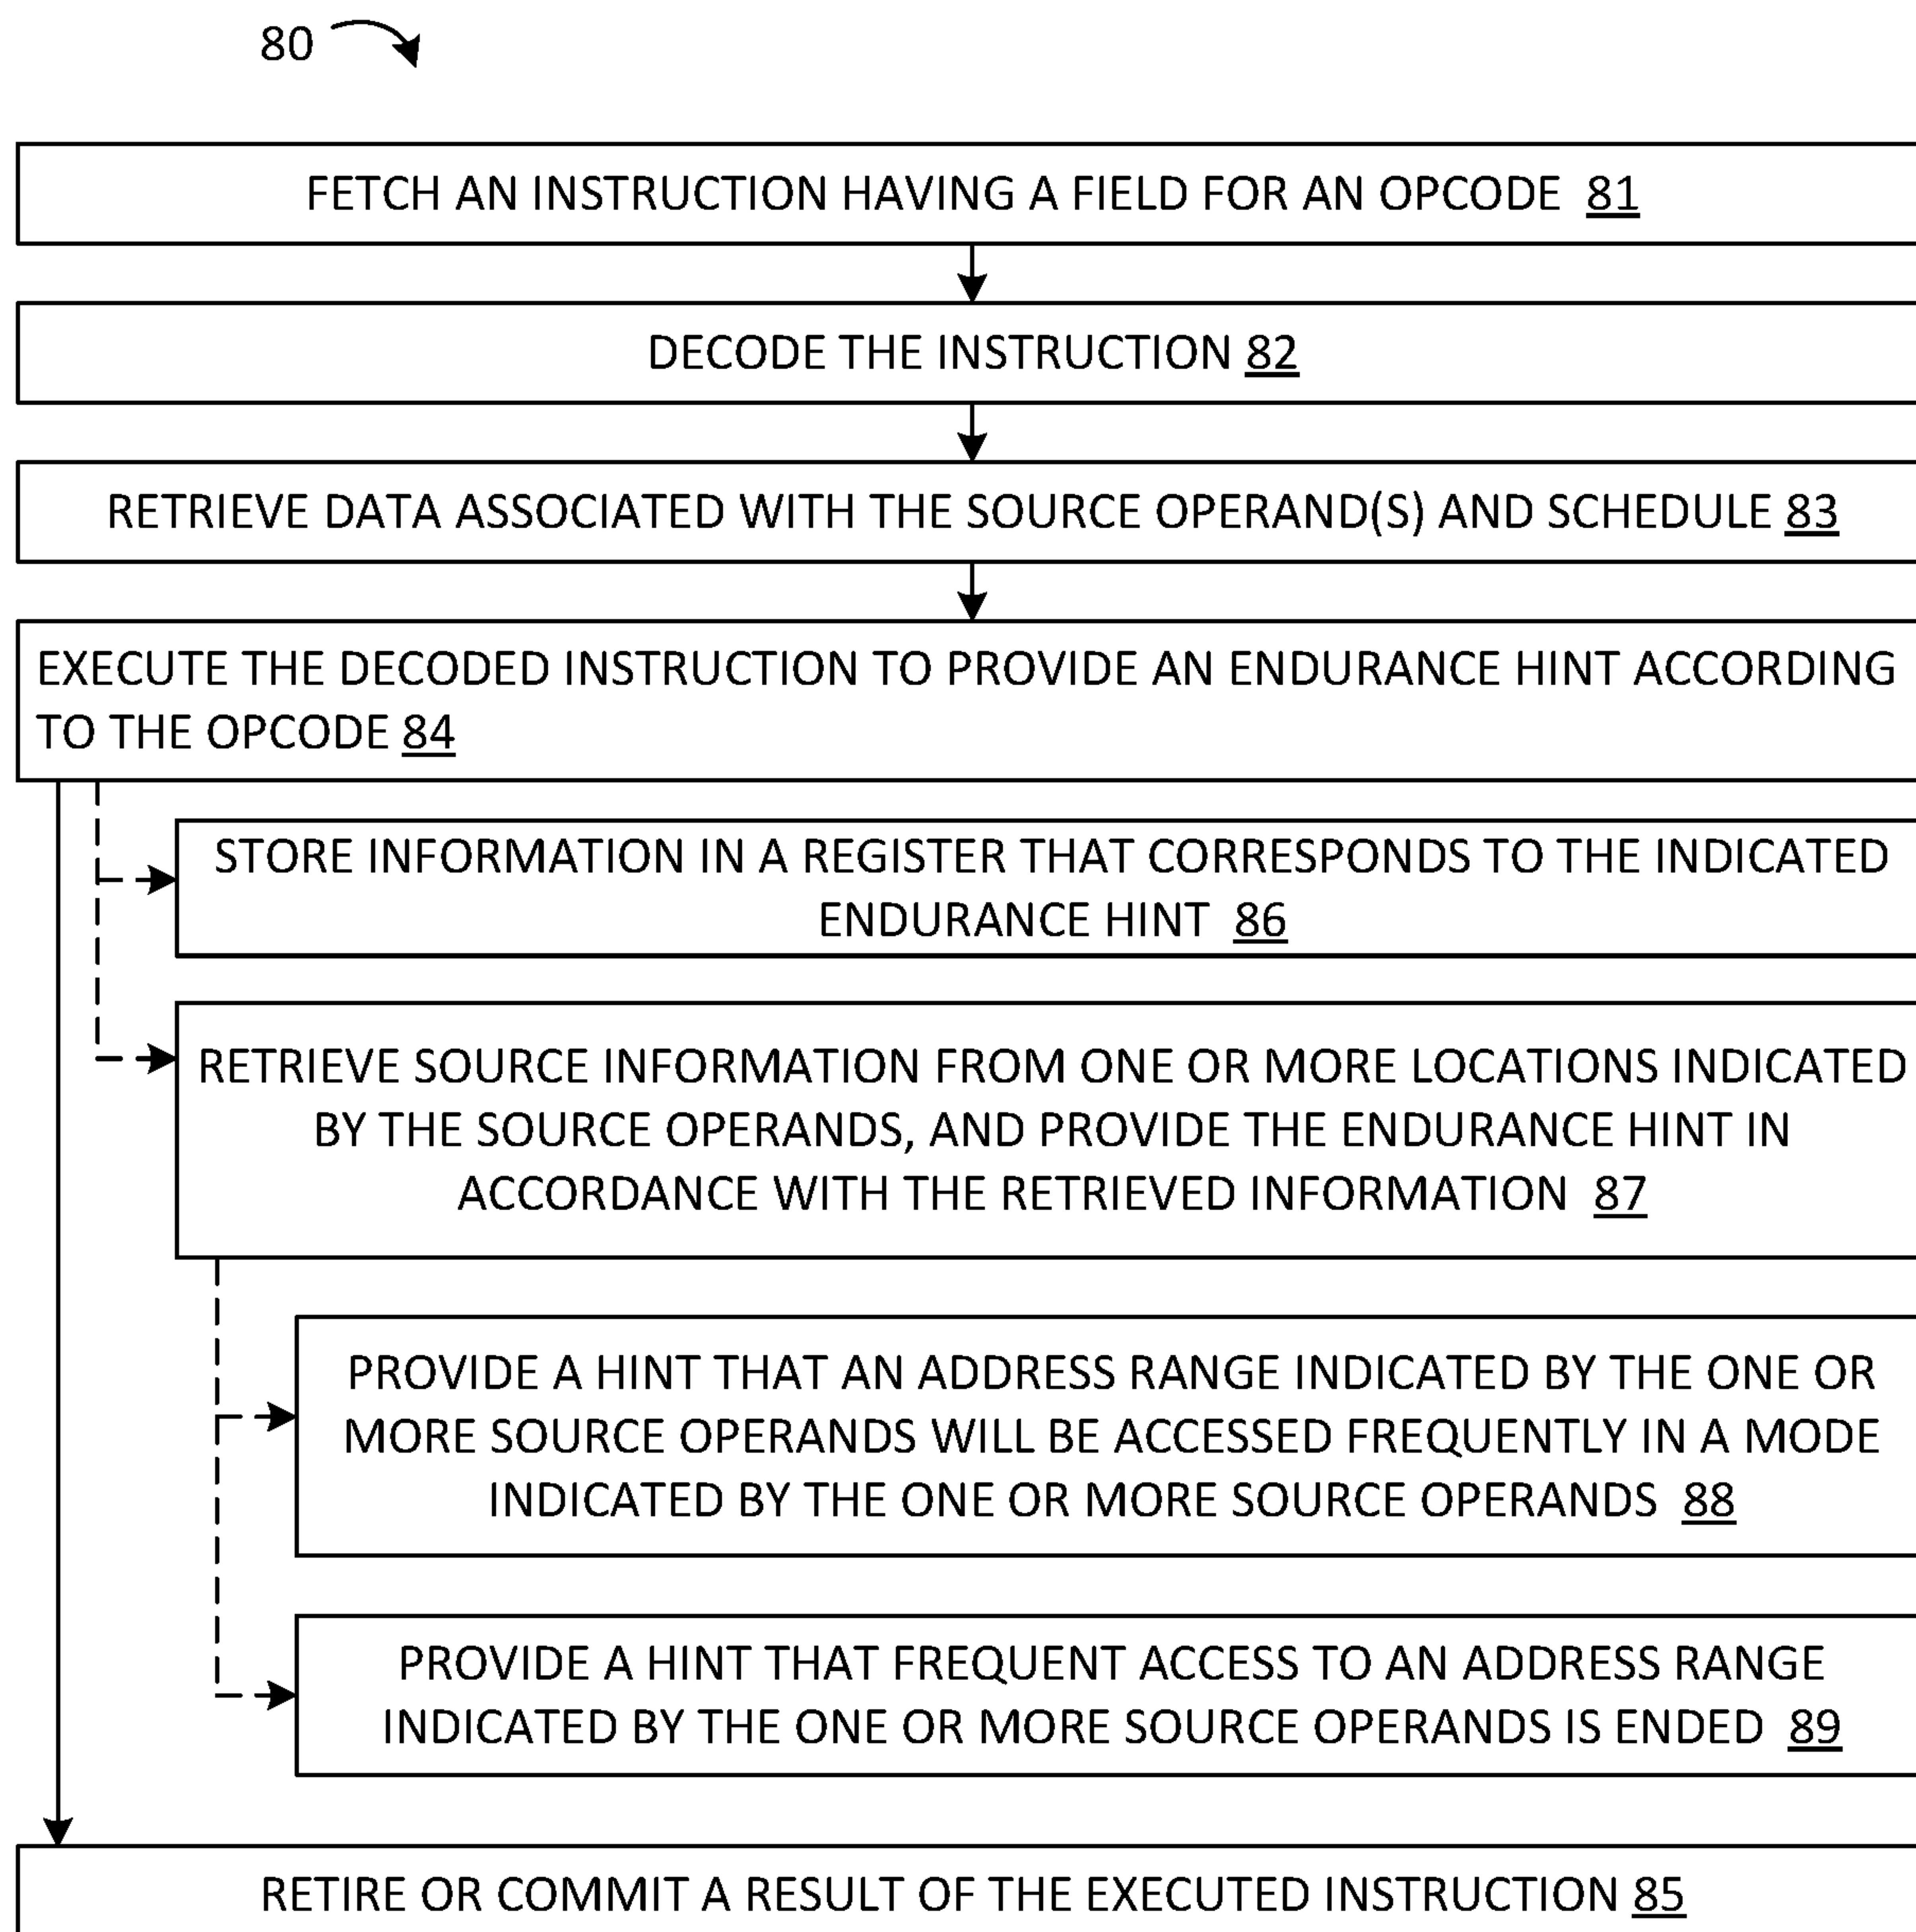 80
FETCH AN INSTRUCTION HAVING A FIELD FOR AN OPCODE 81
DECODE THE INSTRUCTION 82
RETRIEVE DATA ASSOCIATED WITH THE SOURCE OPERAND(S) AND SCHEDULE 83
EXECUTE THE DECODED INSTRUCTION TO PROVIDE AN ENDURANCE HINT ACCORDING
TO THE OPCODE 84
STORE INFORMATION IN A REGISTER THAT CORRESPONDS TO THE INDICATED
ENDURANCE HINT 86
RETRIEVE SOURCE INFORMATION FROM ONE OR MORE LOCATIONS INDICATED
BY THE SOURCE OPERANDS, AND PROVIDE THE ENDURANCE HINT IN
ACCORDANCE WITH THE RETRIEVED INFORMATION 87
PROVIDE A HINT THAT AN ADDRESS RANGE INDICATED BY THE ONE OR
MORE SOURCE OPERANDS WILL BE ACCESSED FREQUENTLY IN A MODE
INDICATED BY THE ONE OR MORE SOURCE OPERANDS 88
PROVIDE A HINT THAT FREQUENT ACCESS TO AN ADDRESS RANGE
INDICATED BY THE ONE OR MORE SOURCE OPERANDS IS ENDED 89
RETIRE OR COMMIT A RESULT OF THE EXECUTED INSTRUCTION 85